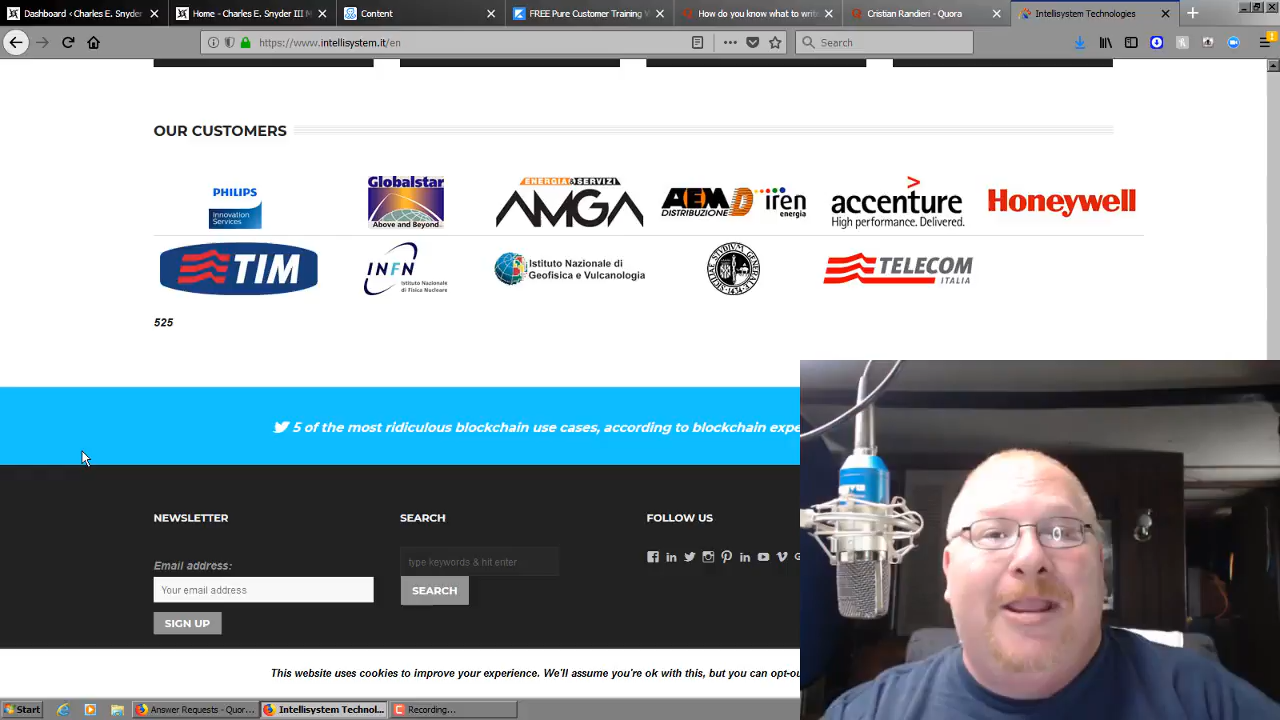 Dashboard ‹ Charles E. Snyder
Home - Charles E. Snyder III M
Content
FREE Pure Customer Training
How do you know what to write
Cristian Randieri - Quora
Intellisystem Technologies
https://www.intellisystem.it/en
Search
OUR CUSTOMERS
PHILIPS
Innovation
Services
Globalstar
Above and Beyond
ENERGIA&SERVIZI
AMGA
AEM D
DISTRIBUZIONE
iren
energia
accenture
High performance. Delivered.
Honeywell
TIM
INFN
Istituto Nazionale
di Fisica Nucleare
Istituto Nazionale di
Geofisica e Vulcanologia
TELECOM
ITALIA
525
5 of the most ridiculous blockchain use cases, according to blockchain expe
NEWSLETTER
SEARCH
FOLLOW US
Email address:
Your email address
SIGN UP
type keywords & hit enter
SEARCH
This website uses cookies to improve your experience. We'll assume you're ok with this, but you can opt-ou
Start
Answer Requests - Quor...
Intellisystem Technol...
Recording...